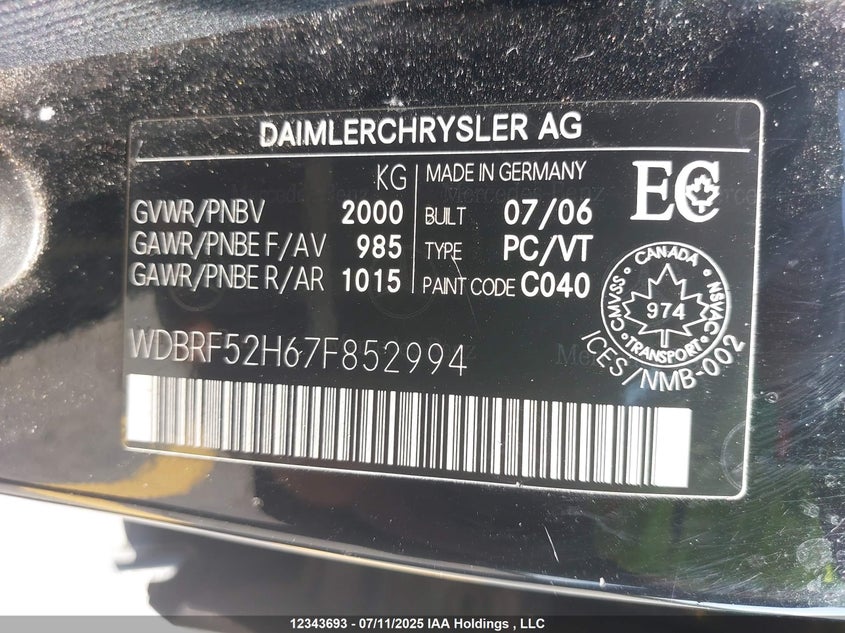 DAIMLERCHRYSLER AG
KG
GVWR/PNBV 2000
GAWR/PNBE F/AV 985
GAWR/PNBE R/AR 1015
MADE IN GERMANY
BUILT 07/06
TYPE PC/VT
PAINT CODE C040
EC
CANADA
CMVSS
NSVAC
974
TRANSPORT
ICES/NMB-002
WDBRF52H67F852994
Mercedes-Benz
12343693 - 07/11/2025 IAA Holdings , LLC